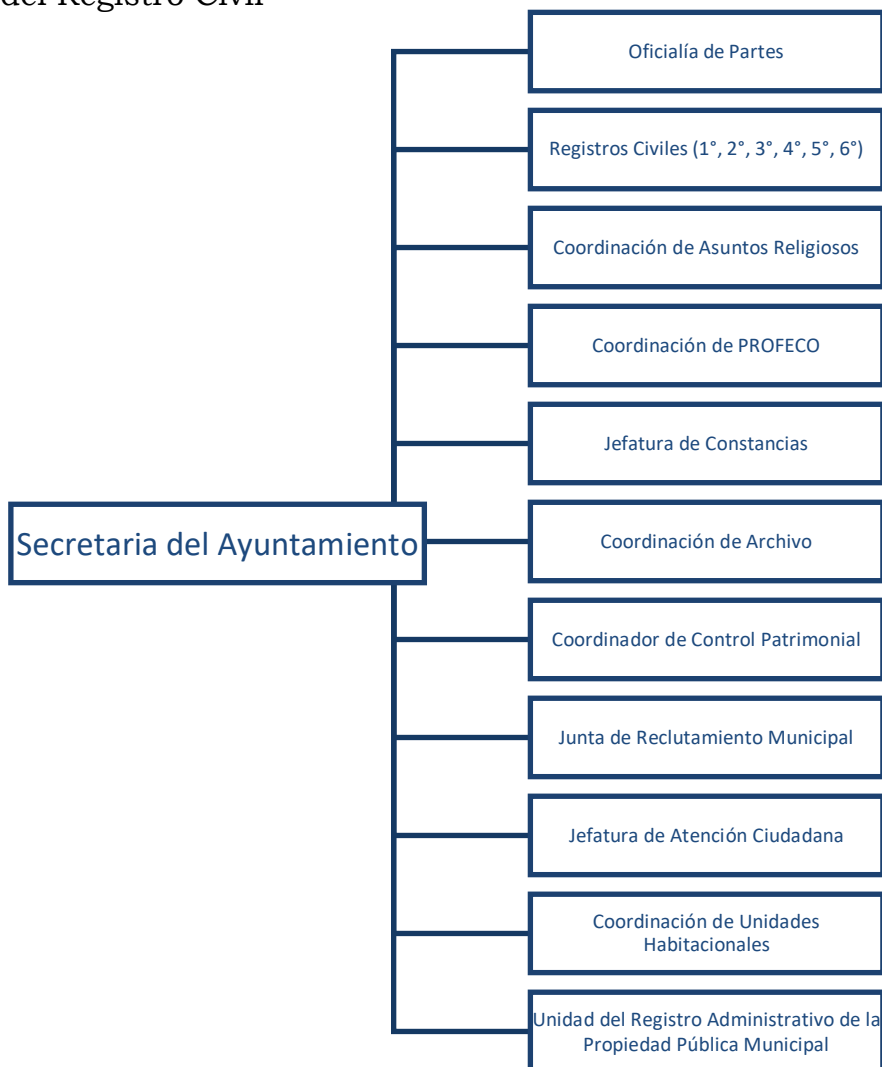 del Registro Civil
Oficialía de Partes
Registros Civiles (1°, 2°, 3°, 4°, 5°, 6°)
Coordinación de Asuntos Religiosos
Coordinación de PROFECO
Jefatura de Constancias
Secretaria del Ayuntamiento
Coordinación de Archivo
Coordinador de Control Patrimonial
Junta de Reclutamiento Municipal
Jefatura de Atención Ciudadana
Coordinación de Unidades
Habitacionales
Unidad del Registro Administrativo de la
Propiedad Pública Municipal